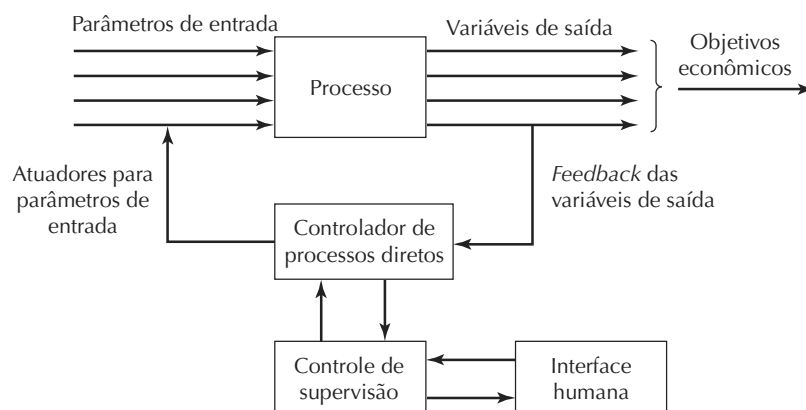 Parâmetros de entrada
Variáveis de saída
Processo
Objetivos
econômicos
Atuadores para
parâmetros de
entrada
Feedback das
variáveis de saída
Controlador de
processos diretos
Controle de
supervisão
Interface
humana